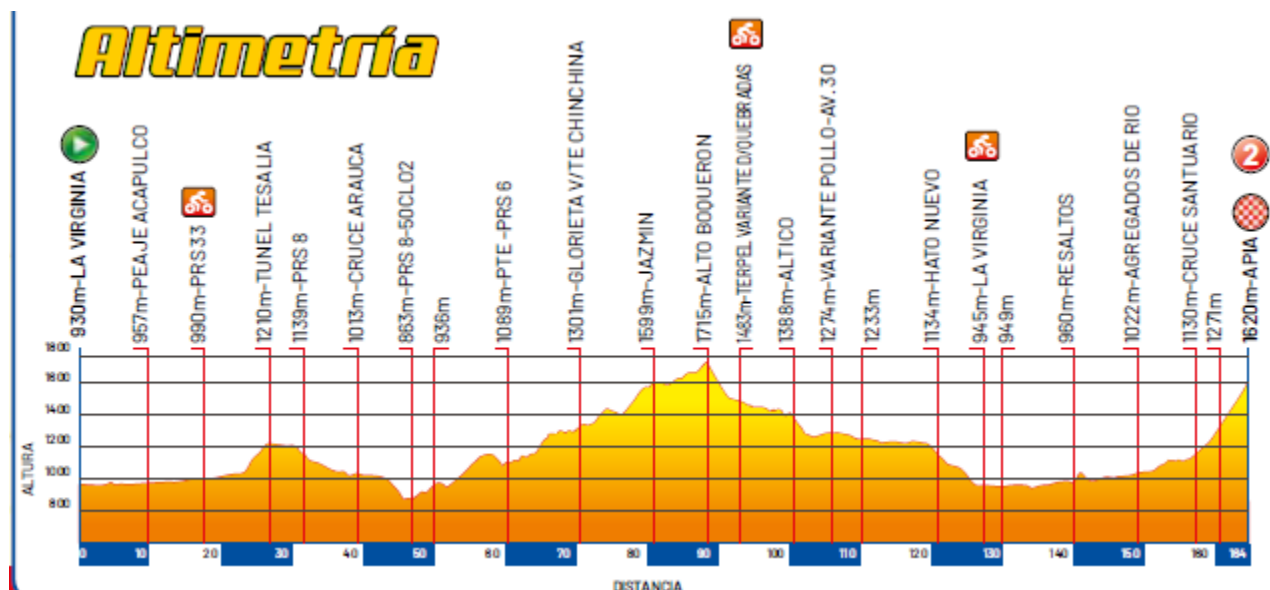 Altimetría
930m-LA VIRGINIA
957m-PEAJE ACAPULCO
990m-PRS33
1210m-TUNEL TESALIA
1139m-PRS 8
1013m-CRUCE ARAUCA
863m-PRS 8-50CL02
936m
1089m-PTE -PRS 6
1301m-GLORIETA V/TE CHINCHINA
1599m-JAZMIN
1715m-ALTO BOQUERON
1483m-TERPEL VARIANTE D/QUEBRADAS
1388m-ALTICO
1274m-VARIANTE POLLO-AV.30
1233m
1134m-HATO NUEVO
945m-LA VIRGINIA
949m
960m-RESALTOS
1022m-AGREGADOS DE RIO
1130m-CRUCE SANTUARIO
1271m
1620m-APIA
2
ALTURA
1800
1600
1400
1200
1000
800
0 10 20 30 40 50 60 70 80 90 100 110 120 130 140 150 160 164
DISTANCIA